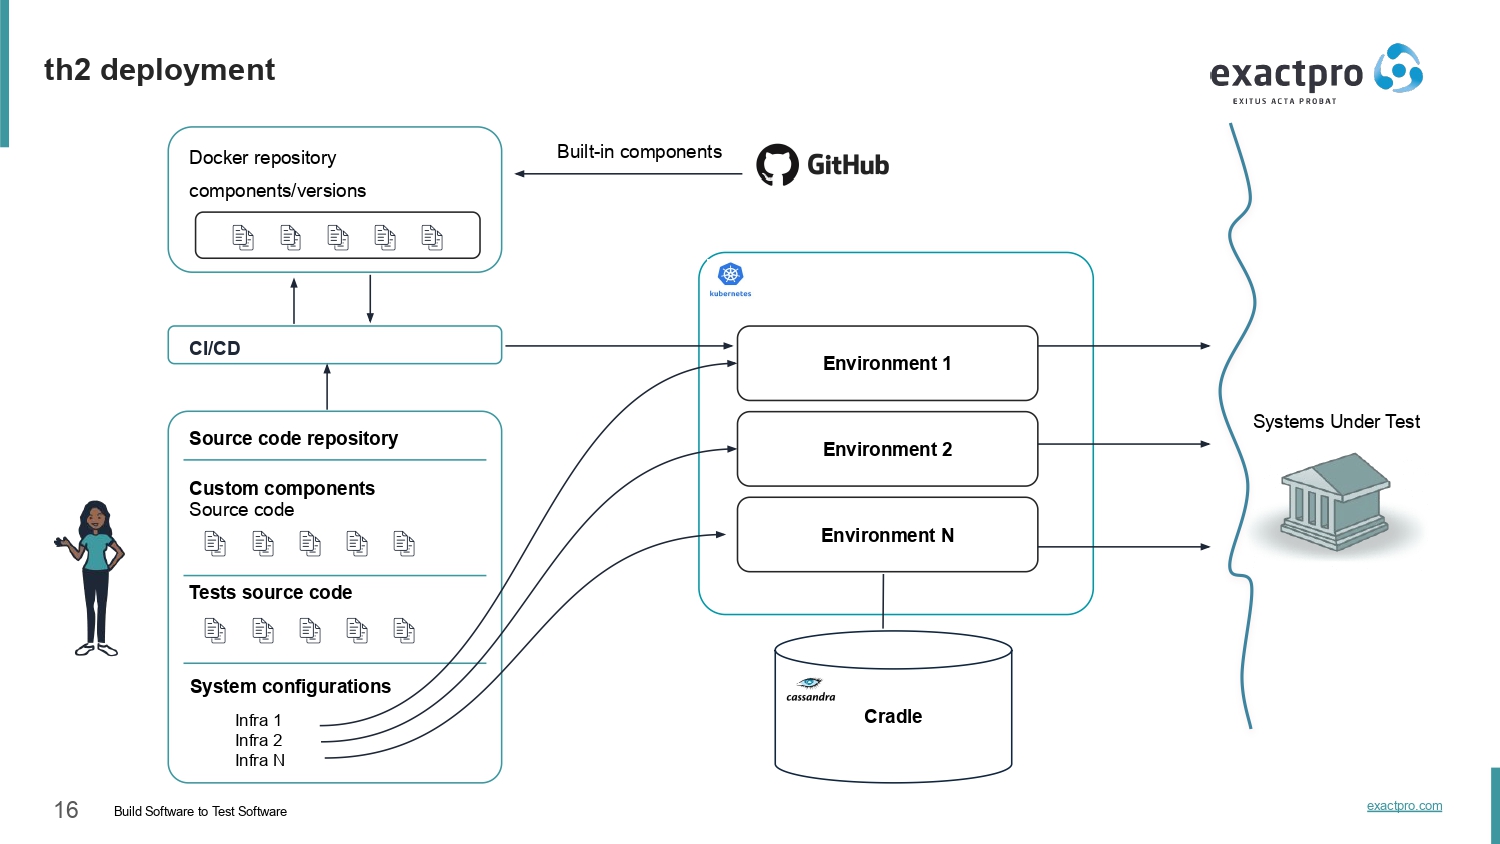 th2 deployment
exactpro
EXITUS ACTA PROBAT
Docker repository
components/versions
Built-in components
GitHub
kubernetes
CI/CD
Environment 1
Environment 2
Environment N
Source code repository
Custom components
Source code
Tests source code
System configurations
Infra 1
Infra 2
Infra N
Systems Under Test
cassandra
Cradle
16
Build Software to Test Software
exactpro.com